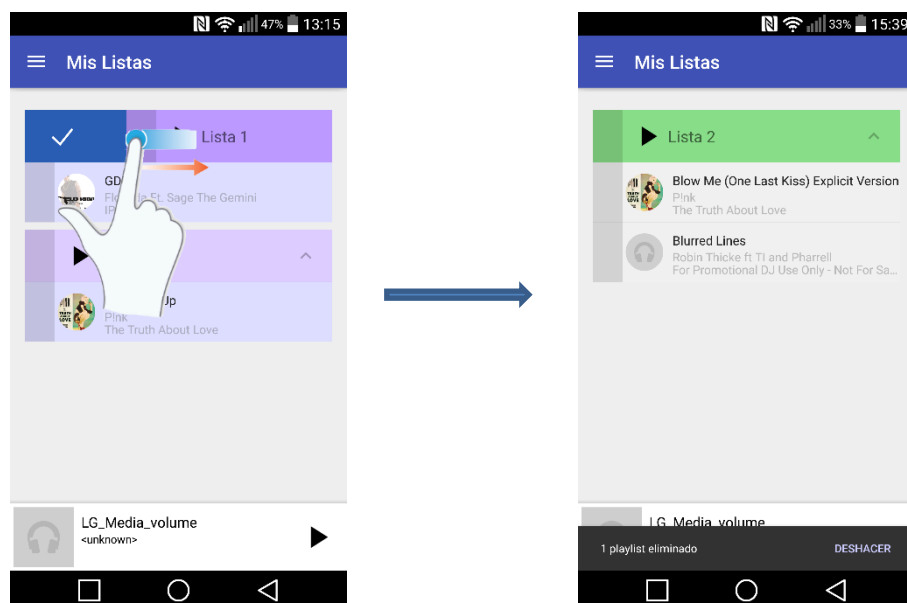 47% 13:15
Mis Listas
Lista 1
GD
Ft. Sage The Gemini
Jp
P!nk
The Truth About Love
LG_Media_volume
<unknown>
33% 15:39
Mis Listas
Lista 2
Blow Me (One Last Kiss) Explicit Version
P!nk
The Truth About Love
Blurred Lines
Robin Thicke ft TI and Pharrell
For Promotional DJ Use Only - Not For Sa...
LG_Media_volume
1 playlist eliminado DESHACER